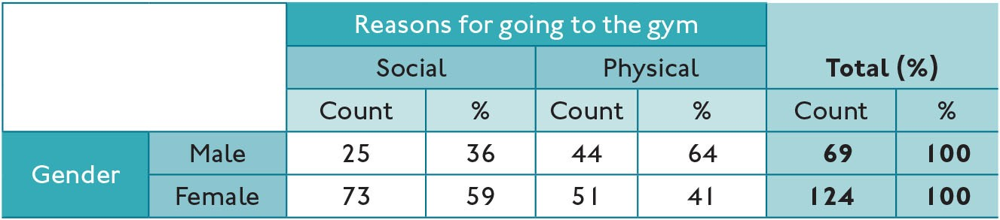 Reasons for going to the gym
Social Physical Total (%)
Count % Count % Count %
Gender Male 25 36 44 64 69 100
Female 73 59 51 41 124 100